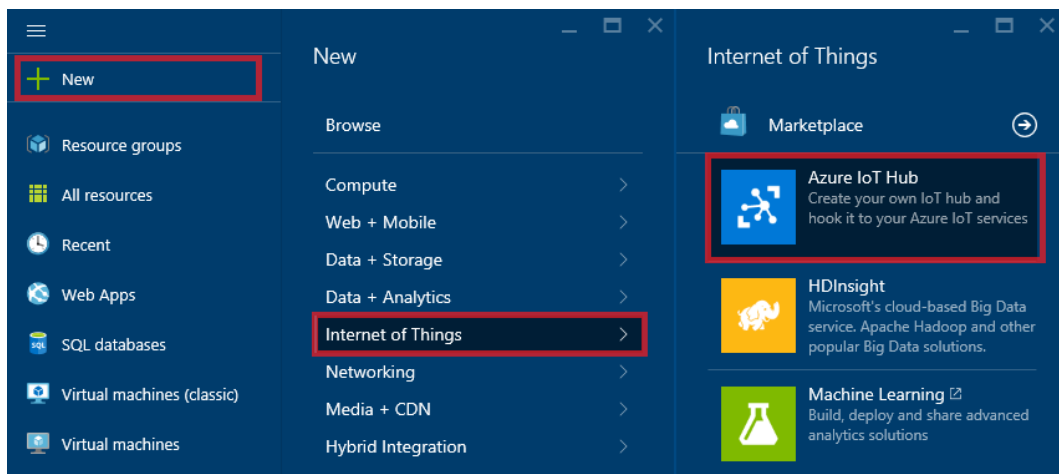 New
Resource groups
All resources
Recent
Web Apps
SQL
SQL databases
Virtual machines (classic)
Virtual machines
New
Browse
Compute
Web + Mobile
Data + Storage
Data + Analytics
Internet of Things
Networking
Media + CDN
Hybrid Integration
Internet of Things
Marketplace
Azure IoT Hub
Create your own IoT hub and
hook it to your Azure IoT services
HDInsight
Microsoft's cloud-based Big Data
service. Apache Hadoop and other
popular Big Data solutions.
Machine Learning
Build, deploy and share advanced
analytics solutions